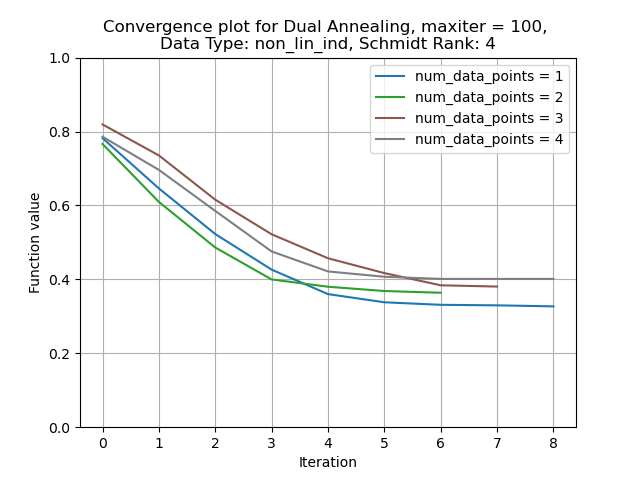 Convergence plot for Dual Annealing, maxiter = 100,
Data Type: non_lin_ind, Schmidt Rank: 4
num_data_points = 1
num_data_points = 2
num_data_points = 3
num_data_points = 4
Function value
1.0
0.8
0.6
0.4
0.2
0.0
0 1 2 3 4 5 6 7 8
Iteration